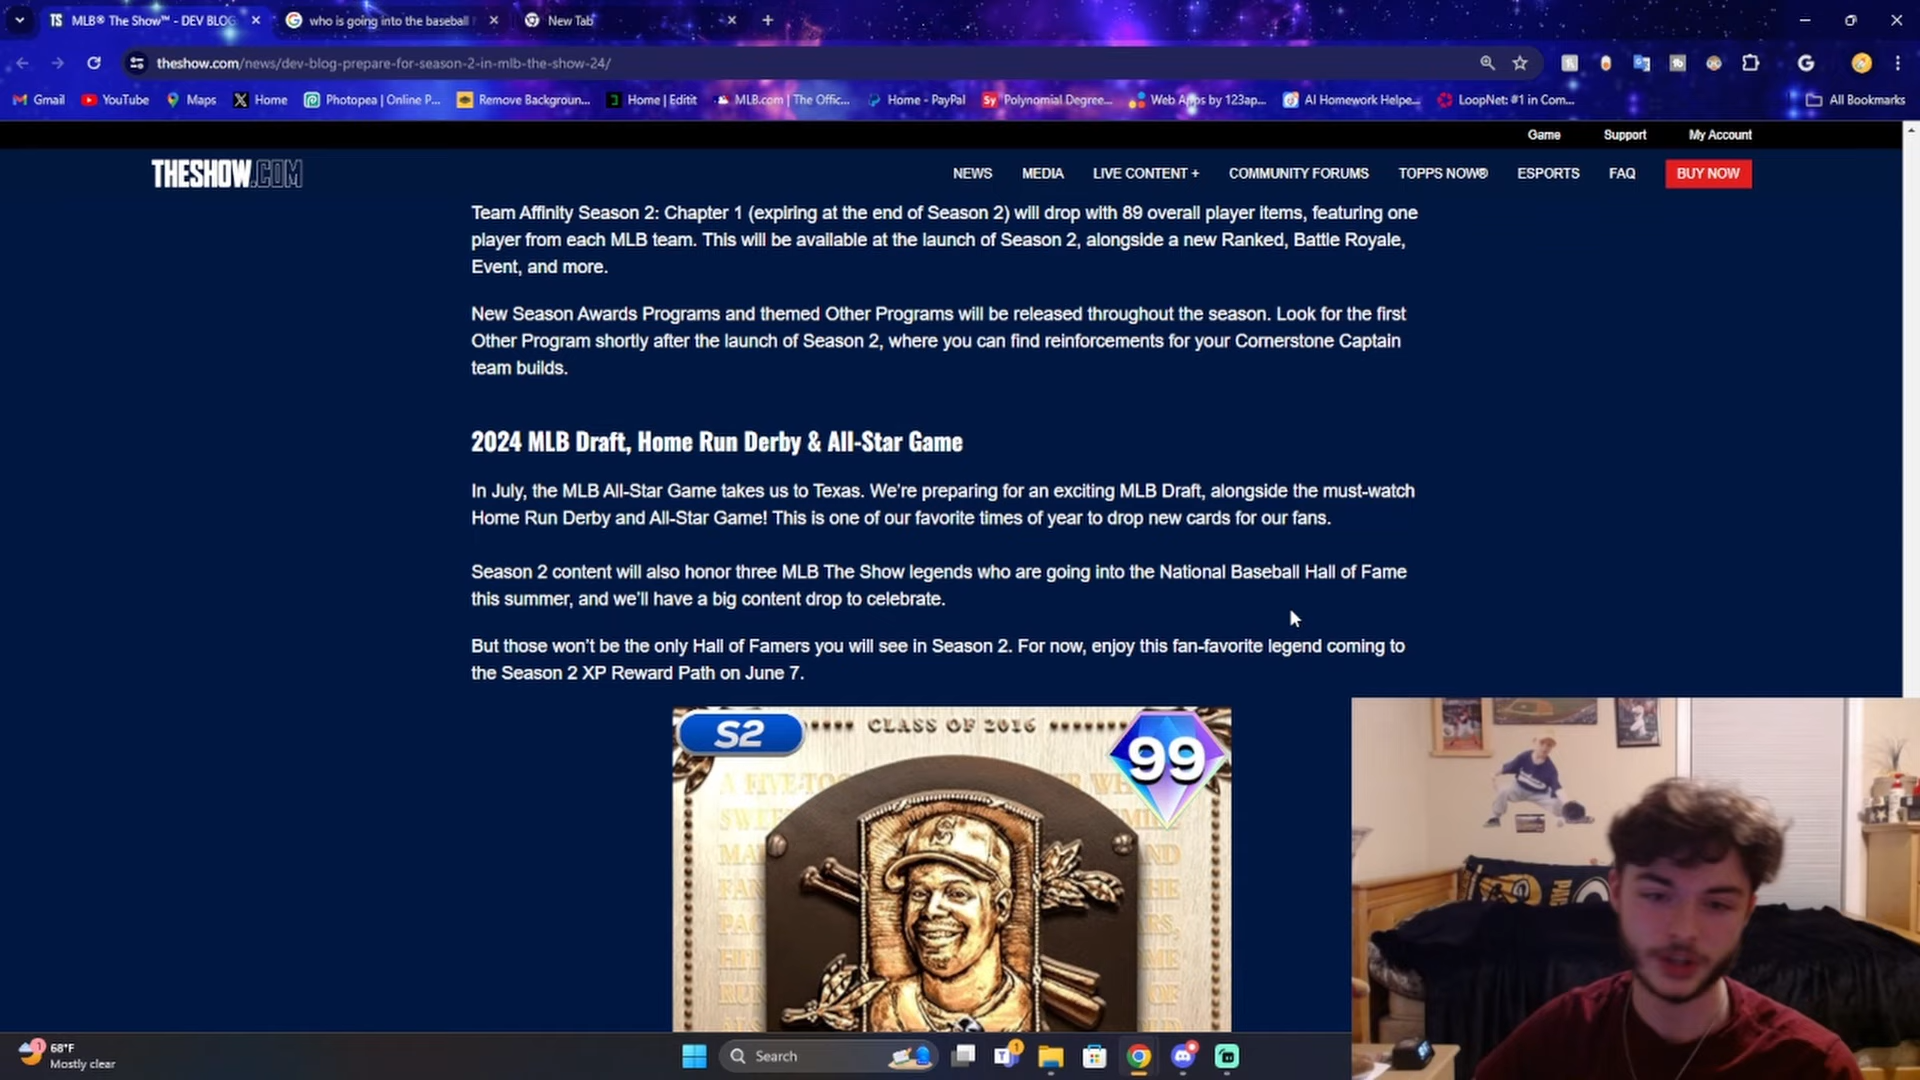 MLB® The Show™ - DEV BLOG
who is going into the baseball
New Tab
theshow.com/news/dev-blog-prepare-for-season-2-in-mlb-the-show-24/
Gmail
YouTube
Maps
Home
Photopea | Online P...
Remove Backgroun...
Home | Editit
MLB.com | The Offic...
Home - PayPal
Polynomial Degree...
Web Apps by 123ap...
AI Homework Helpe...
LoopNet: #1 in Com...
All Bookmarks
Game
Support
My Account
THESHOW.COM
NEWS
MEDIA
LIVE CONTENT +
COMMUNITY FORUMS
TOPPS NOW®
ESPORTS
FAQ
BUY NOW
Team Affinity Season 2: Chapter 1 (expiring at the end of Season 2) will drop with 89 overall player items, featuring one
player from each MLB team. This will be available at the launch of Season 2, alongside a new Ranked, Battle Royale,
Event, and more.
New Season Awards Programs and themed Other Programs will be released throughout the season. Look for the first
Other Program shortly after the launch of Season 2, where you can find reinforcements for your Cornerstone Captain
team builds.
2024 MLB Draft, Home Run Derby & All-Star Game
In July, the MLB All-Star Game takes us to Texas. We're preparing for an exciting MLB Draft, alongside the must-watch
Home Run Derby and All-Star Game! This is one of our favorite times of year to drop new cards for our fans.
Season 2 content will also honor three MLB The Show legends who are going into the National Baseball Hall of Fame
this summer, and we'll have a big content drop to celebrate.
But those won't be the only Hall of Famers you will see in Season 2. For now, enjoy this fan-favorite legend coming to
the Season 2 XP Reward Path on June 7.
S2
CLASS OF 2016
99
68°F
Mostly clear
Search